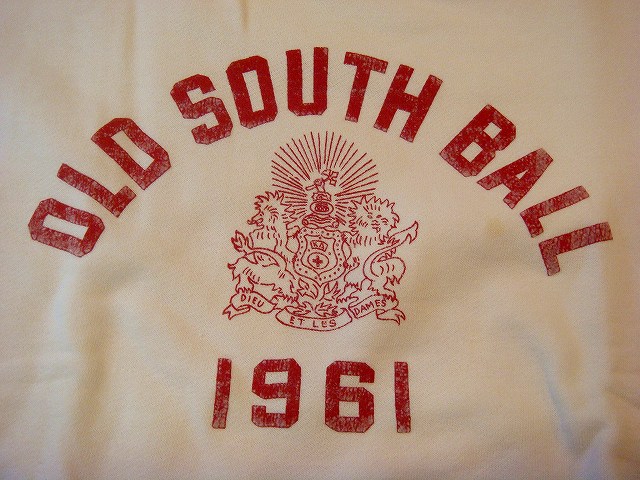 OLD SOUTH BALL
DIEU ET LES DAMES
1961